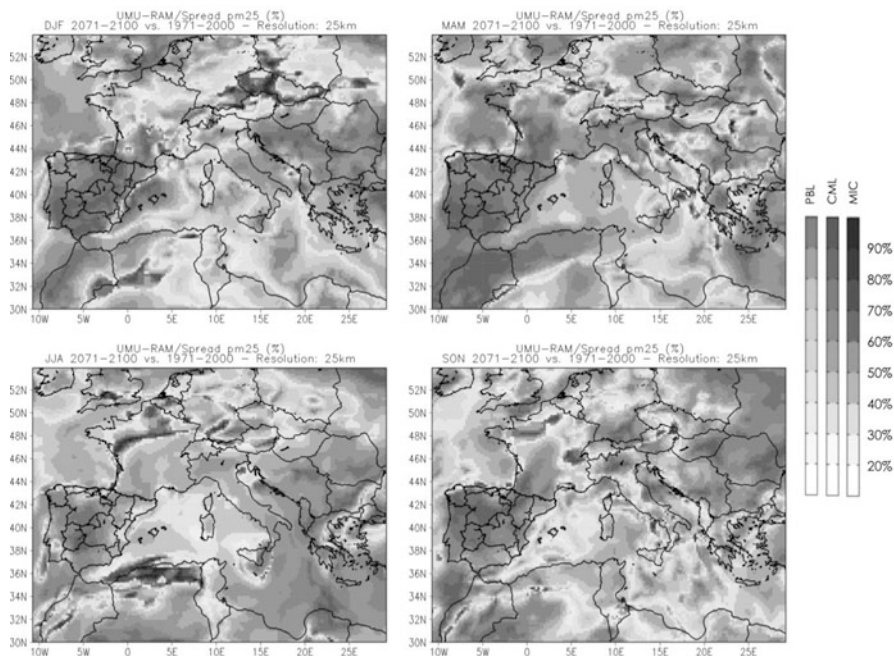 UMU-RAM/Spread pm25 (%)
DJF 2071-2100 vs. 1971-2000 - Resolution: 25km
52N
50N
48N
46N
44N
42N
40N
38N
36N
34N
32N
30N
10W 5W 0 5E 10E 15E 20E 25E
UMU-RAM/Spread pm25 (%)
MAM 2071-2100 vs. 1971-2000 - Resolution: 25km
52N
50N
48N
46N
44N
42N
40N
38N
36N
34N
32N
30N
10W 5W 0 5E 10E 15E 20E 25E
UMU-RAM/Spread pm25 (%)
JJA 2071-2100 vs. 1971-2000 - Resolution: 25km
52N
50N
48N
46N
44N
42N
40N
38N
36N
34N
32N
30N
10W 5W 0 5E 10E 15E 20E 25E
UMU-RAM/Spread pm25 (%)
SON 2071-2100 vs. 1971-2000 - Resolution: 25km
52N
50N
48N
46N
44N
42N
40N
38N
36N
34N
32N
30N
10W 5W 0 5E 10E 15E 20E 25E
PBL
CML
MIC
90%
80%
70%
60%
50%
40%
30%
20%